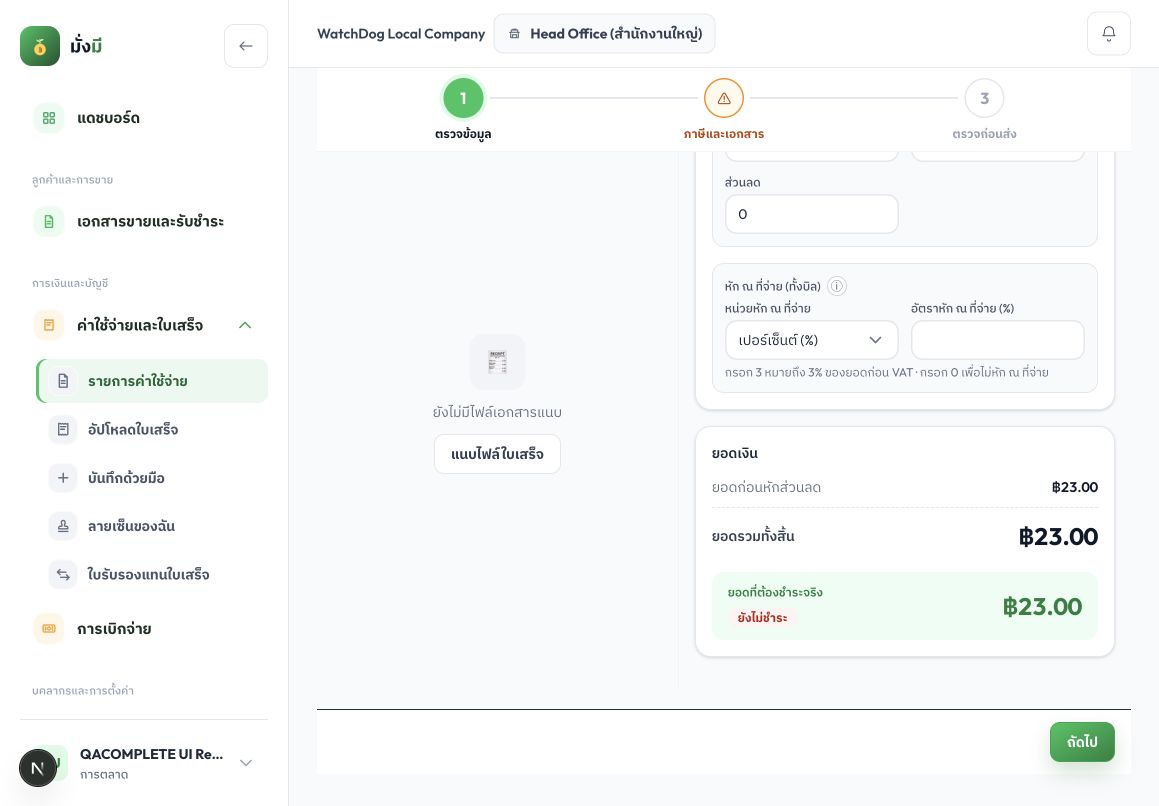 มั่งมี
WatchDog Local Company
Head Office (สำนักงานใหญ่)
แดชบอร์ด
ลูกค้าและการขาย
เอกสารขายและรับชำระ
การเงินและบัญชี
ค่าใช้จ่ายและใบเสร็จ
รายการค่าใช้จ่าย
อัปโหลดใบเสร็จ
บันทึกด้วยมือ
ลายเซ็นของฉัน
ใบรับรองแทนใบเสร็จ
การเบิกจ่าย
บุคลากรและการตั้งค่า
N
QACOMPLETE UI Re...
การตลาด
1
3
ตรวจข้อมูล
ภาษีและเอกสาร
ตรวจก่อนส่ง
RECEIPT
ยังไม่มีไฟล์เอกสารแนบ
แนบไฟล์ใบเสร็จ
ส่วนลด
0
หัก ณ ที่จ่าย (ทั้งบิล)
หน่วยหัก ณ ที่จ่าย
อัตราหัก ณ ที่จ่าย (%)
เปอร์เซ็นต์ (%)
กรอก 3 หมายถึง 3% ของยอดก่อน VAT · กรอก 0 เพื่อไม่หัก ณ ที่จ่าย
ยอดเงิน
ยอดก่อนหักส่วนลด
฿23.00
ยอดรวมทั้งสิ้น
฿23.00
ยอดที่ต้องชำระจริง
ยังไม่ชำระ
฿23.00
ถัดไป